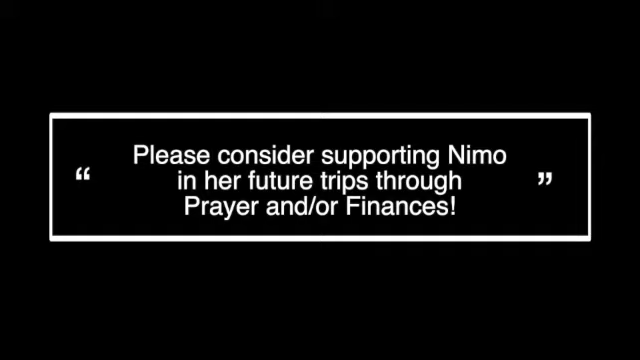 Please consider supporting Nimo
“ in her future trips through ”
Prayer and/or Finances!